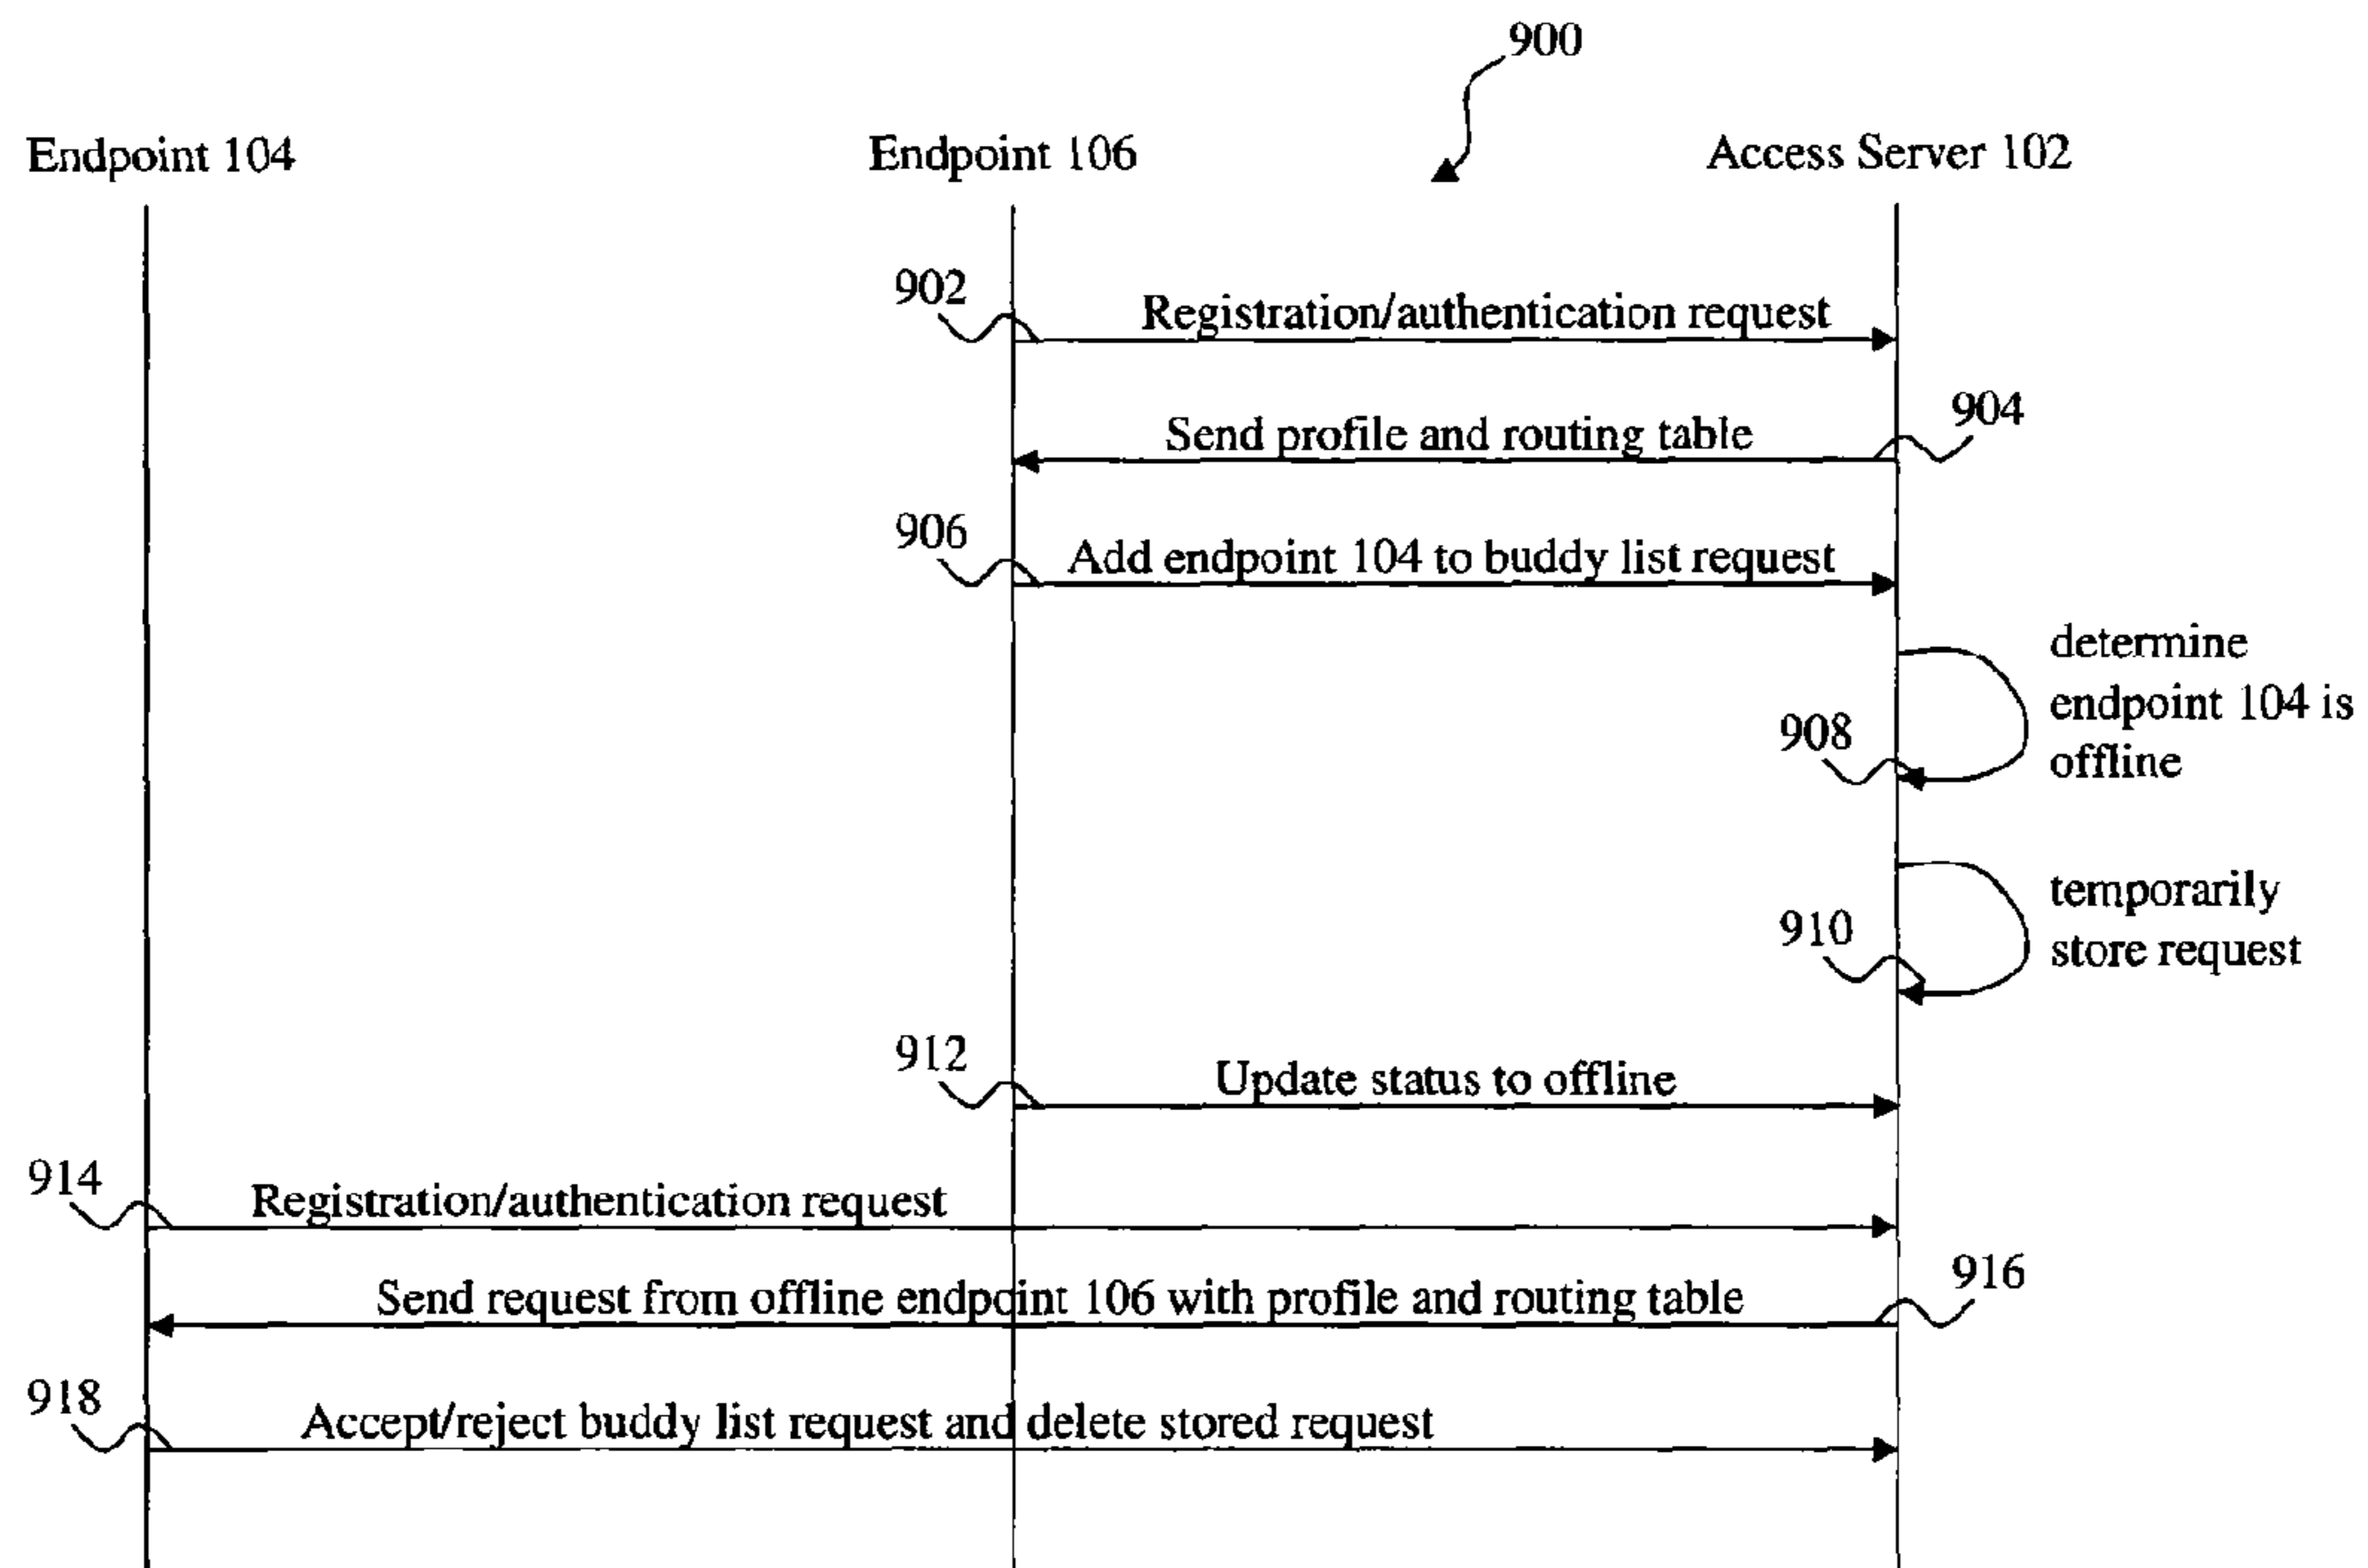 900
Endpoint 104
Endpoint 106
Access Server 102
902
Registration/authentication request
904
Send profile and routing table
906
Add endpoint 104 to buddy list request
determine
endpoint 104 is
offline
908
temporarily
store request
910
912
Update status to offline
914
Registration/authentication request
916
Send request from offline endpoint 106 with profile and routing table
918
Accept/reject buddy list request and delete stored request